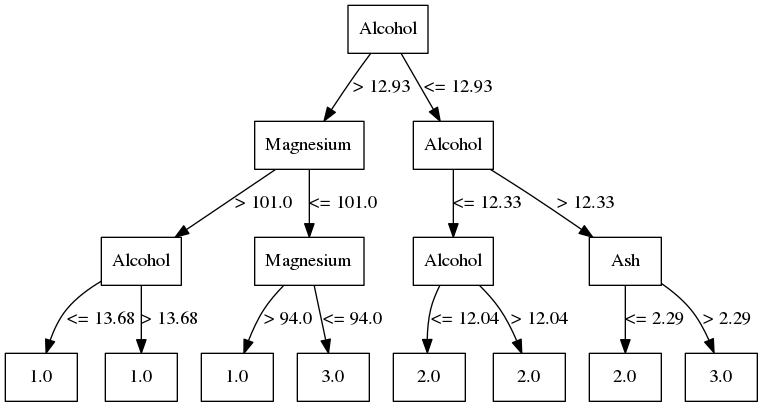 Alcohol
> 12.93 <= 12.93
Magnesium Alcohol
> 101.0 <= 101.0 <= 12.33 > 12.33
Alcohol Magnesium Alcohol Ash
<= 13.68 > 13.68 > 94.0 <= 94.0 <= 12.04 > 12.04 <= 2.29 > 2.29
1.0 1.0 1.0 3.0 2.0 2.0 2.0 3.0